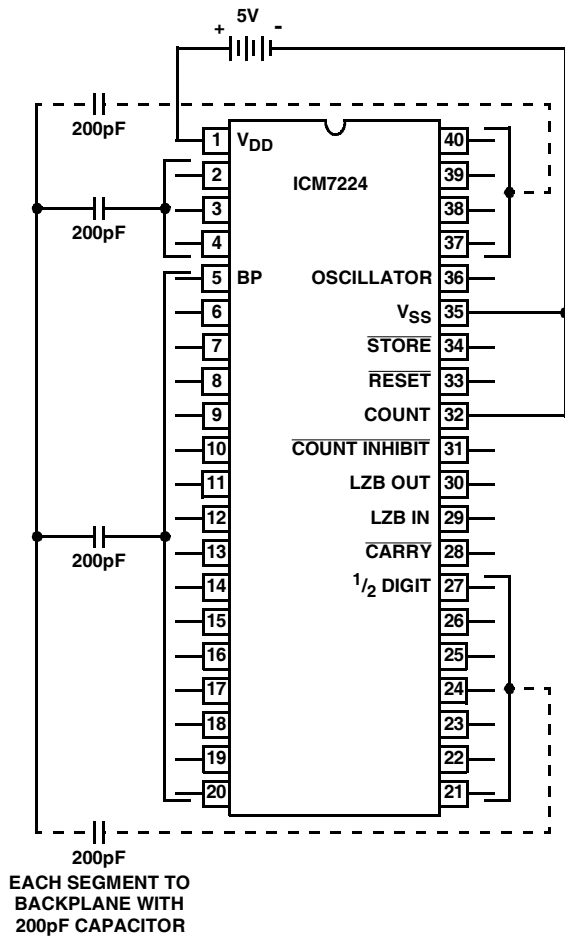 5V
+ -
200pF
1 VDD 40
2 39
ICM7224
3 38
200pF
4 37
5 BP OSCILLATOR 36
6 VSS 35
7 STORE 34
8 RESET 33
9 COUNT 32
10 COUNT INHIBIT 31
11 LZB OUT 30
12 LZB IN 29
13 CARRY 28
200pF
14 1/2 DIGIT 27
15 26
16 25
17 24
18 23
19 22
20 21
200pF
EACH SEGMENT TO
BACKPLANE WITH
200pF CAPACITOR